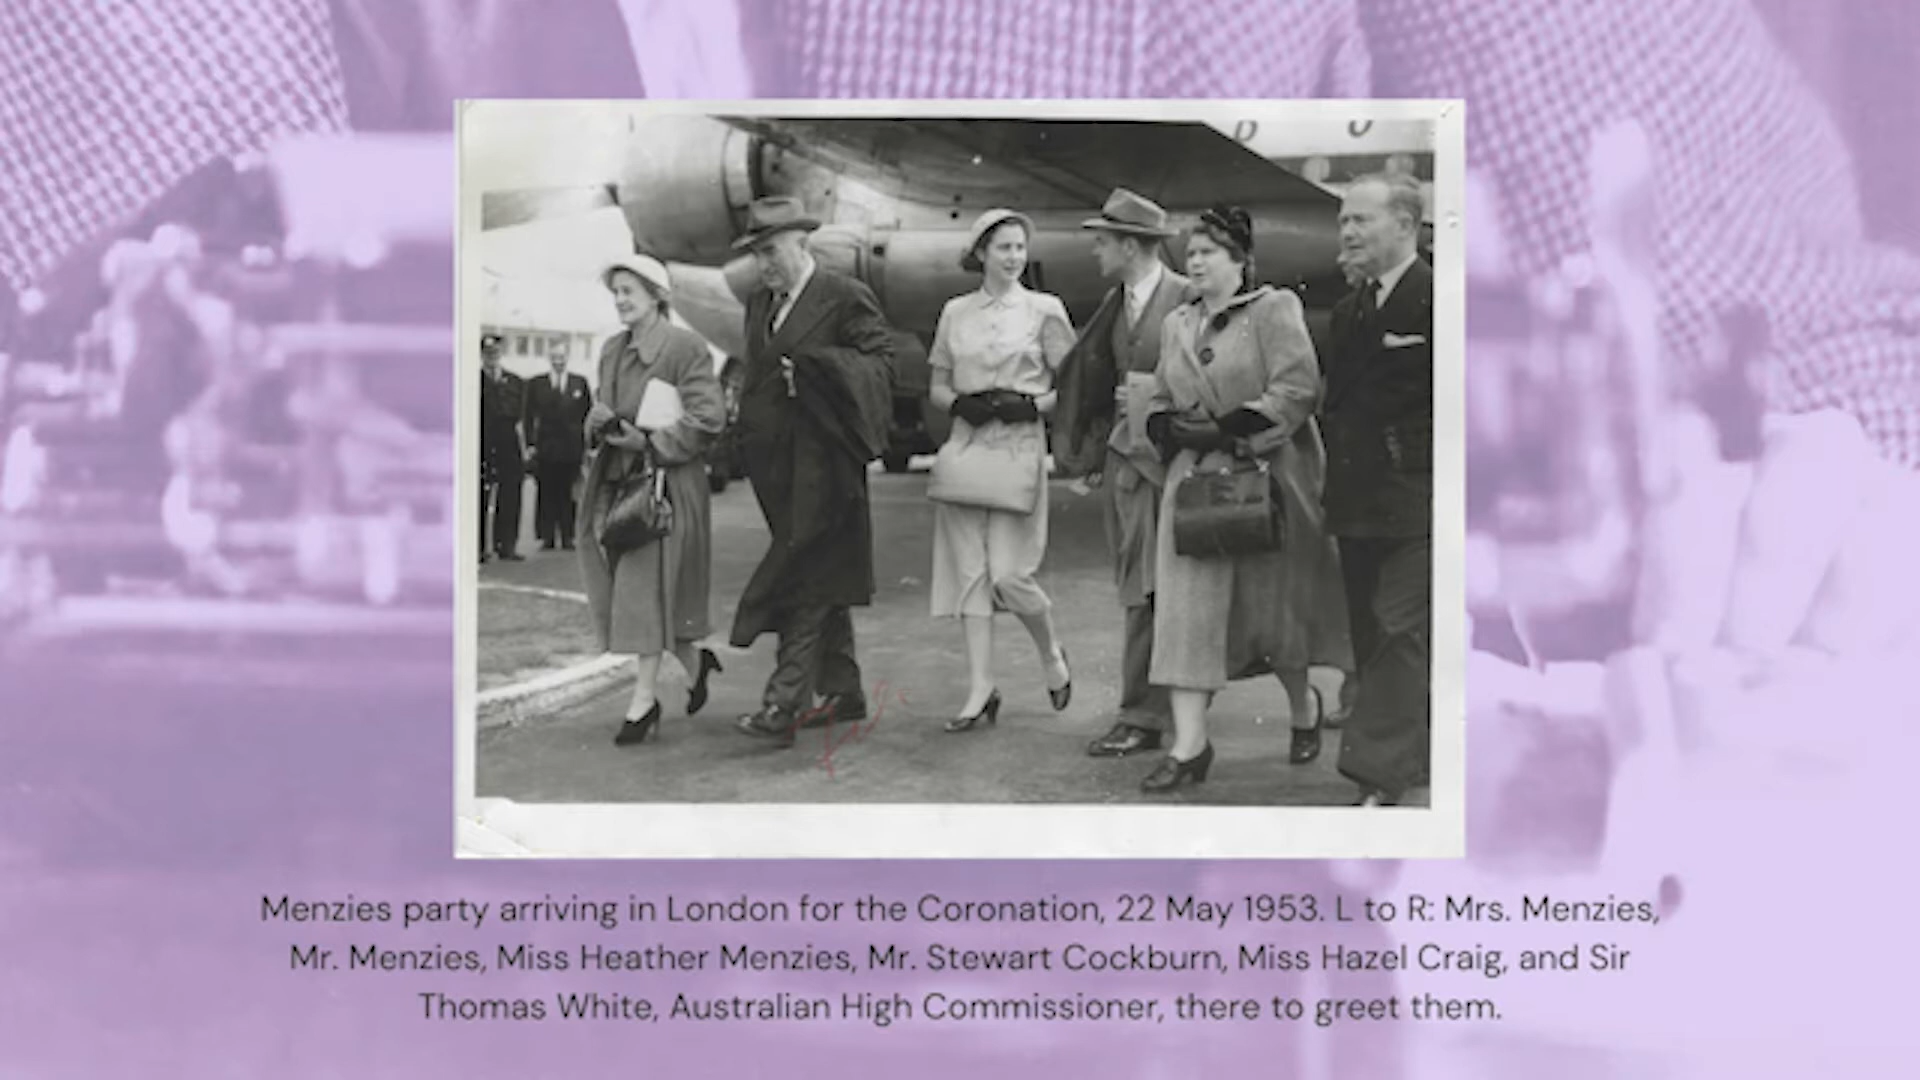 D U
Menzies party arriving in London for the Coronation, 22 May 1953. L to R: Mrs. Menzies,
Mr. Menzies, Miss Heather Menzies, Mr. Stewart Cockburn, Miss Hazel Craig, and Sir
Thomas White, Australian High Commissioner, there to greet them.